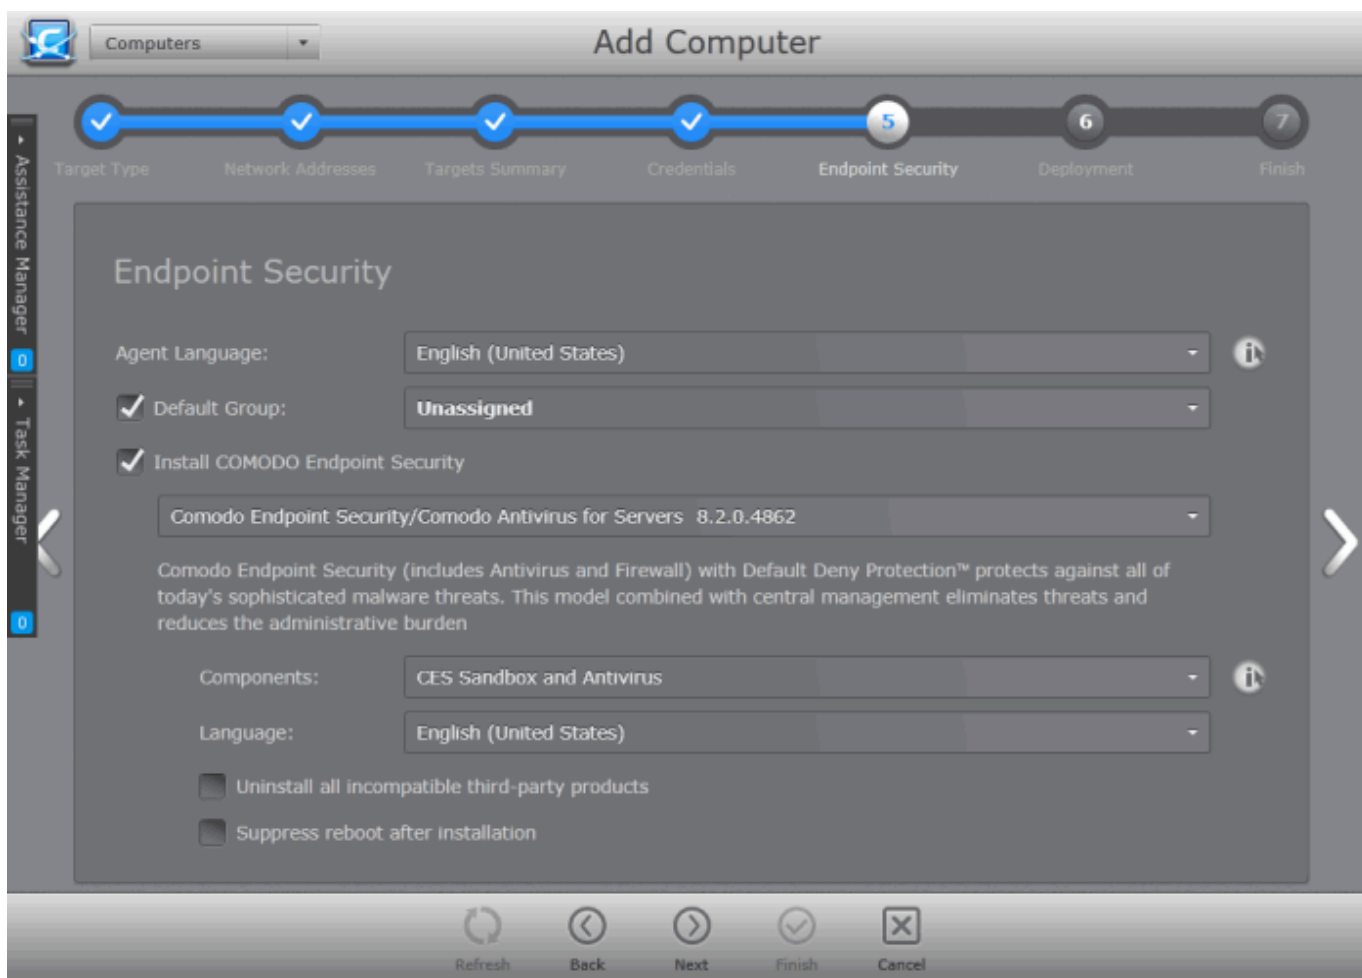 Computers
Add Computer
5
6
7
Target Type
Network Addresses
Targets Summary
Credentials
Endpoint Security
Deployment
Finish
Assistance Manager
0
Task Manager
0
Endpoint Security
Agent Language:
English (United States)
Default Group:
Unassigned
Install COMODO Endpoint Security
Comodo Endpoint Security/Comodo Antivirus for Servers 8.2.0.4862
Comodo Endpoint Security (includes Antivirus and Firewall) with Default Deny Protection™ protects against all of
today's sophisticated malware threats. This model combined with central management eliminates threats and
reduces the administrative burden
Components:
CES Sandbox and Antivirus
Language:
English (United States)
Uninstall all incompatible third-party products
Suppress reboot after installation
Refresh
Back
Next
Finish
Cancel